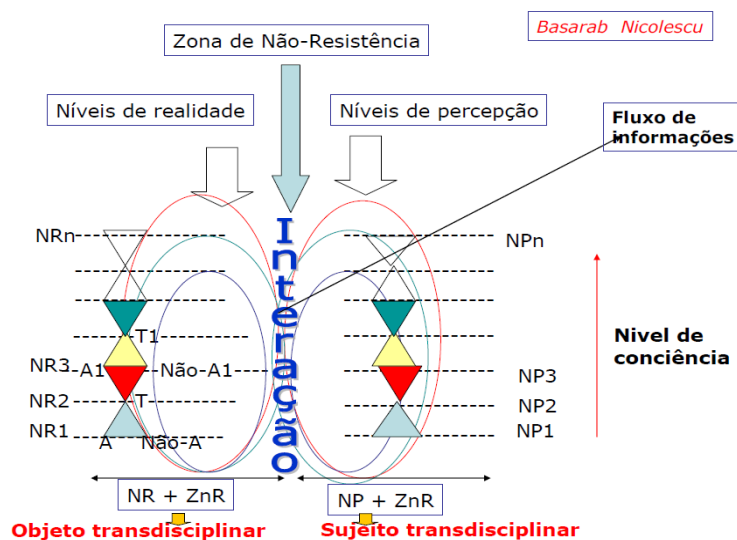 Basarab Nicolescu
Zona de Não-Resistência
Níveis de realidade
Níveis de percepção
Fluxo de
informações
Interação
NRn
NPn
T1
Nivel de
conciência
NR3
A1
Não-A1
NP3
NR2
T
NP2
NR1
A
Não-A
NP1
NR + ZnR
NP + ZnR
Objeto transdisciplinar
Sujeito transdisciplinar